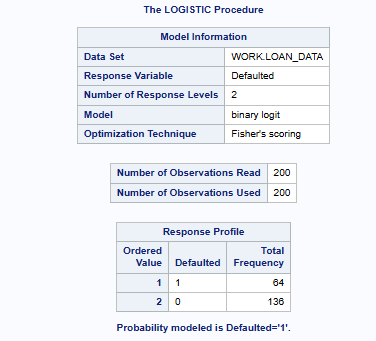 The LOGISTIC Procedure
Model Information
Data Set WORK.LOAN_DATA
Response Variable Defaulted
Number of Response Levels 2
Model binary logit
Optimization Technique Fisher's scoring
Number of Observations Read 200
Number of Observations Used 200
Response Profile
Ordered Value Defaulted Total Frequency
1 1 64
2 0 136
Probability modeled is Defaulted='1'.